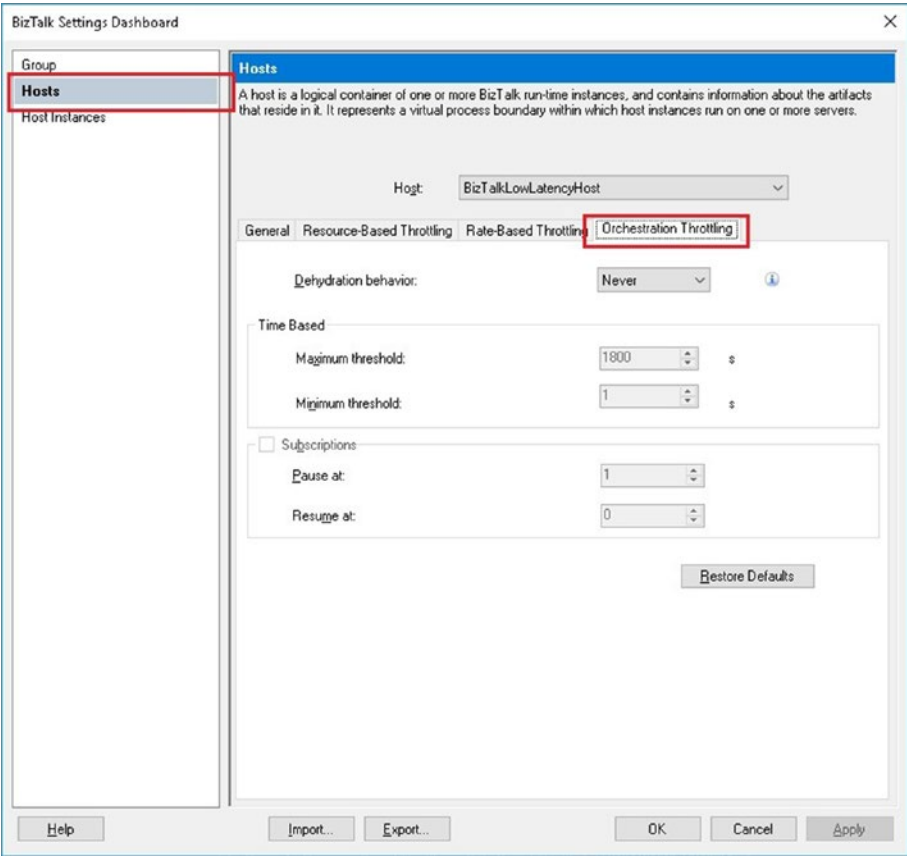 BizTalk Settings Dashboard
Group
Hosts
Host Instances
Hosts
A host is a logical container of one or more BizTalk run-time instances, and contains information about the artifacts
that reside in it. It represents a virtual process boundary within which host instances run on one or more servers.
Host: BizTalkLowLatencyHost
General Resource-Based Throttling Rate-Based Throttling Orchestration Throttling
Dehydration behavior: Never
Time Based
Maximum threshold: 1800 s
Minimum threshold: 1 s
Subscriptions
Pause at: 1
Resume at: 0
Restore Defaults
Help Import... Export... OK Cancel Apply